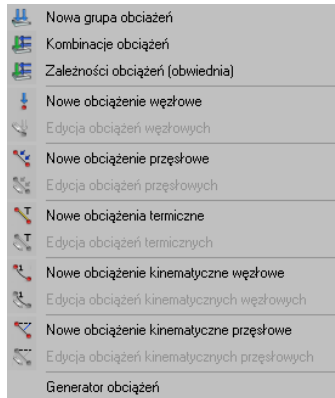 Nowa grupa obciażeń
Kombinacje obciążeń
Zależności obciążeń (obwiednia)
Nowe obciążenie węzłowe
Edycja obciążeń węzłowych
Nowe obciążenie przęsłowe
Edycja obciążeń przęsłowych
Nowe obciążenia termiczne
Edycja obciążeń termicznych
Nowe obciążenie kinematyczne węzłowe
Edycja obciążeń kinematycznych węzłowych
Nowe obciążenie kinematyczne przęsłowe
Edycja obciążeń kinematycznych przęsłowych
Generator obciążeń